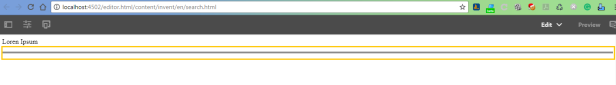 localhost:4502/editor.html/content/invent/en/search.html
Edit Preview
Lorem Ipsum